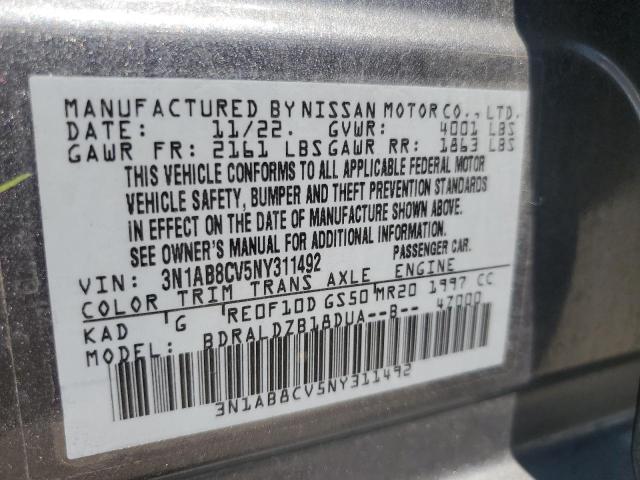 MANUFACTURED BY NISSAN MOTOR CO., LTD.
DATE: 11/22. GVWR: 4001 LBS
GAWR FR: 2161 LBS GAWR RR: 1863 LBS
THIS VEHICLE CONFORMS TO ALL APPLICABLE FEDERAL MOTOR
VEHICLE SAFETY, BUMPER AND THEFT PREVENTION STANDARDS
IN EFFECT ON THE DATE OF MANUFACTURE SHOWN ABOVE.
SEE OWNER'S MANUAL FOR ADDITIONAL INFORMATION.
VIN: 3N1AB8CV5NY311492 PASSENGER CAR.
COLOR TRIM TRANS AXLE ENGINE
KAD G RE0F10D GS50 MR20 1997 CC
MODEL: BDRALDZB18DUA--B-- 47000
3N1AB8CV5NY311492